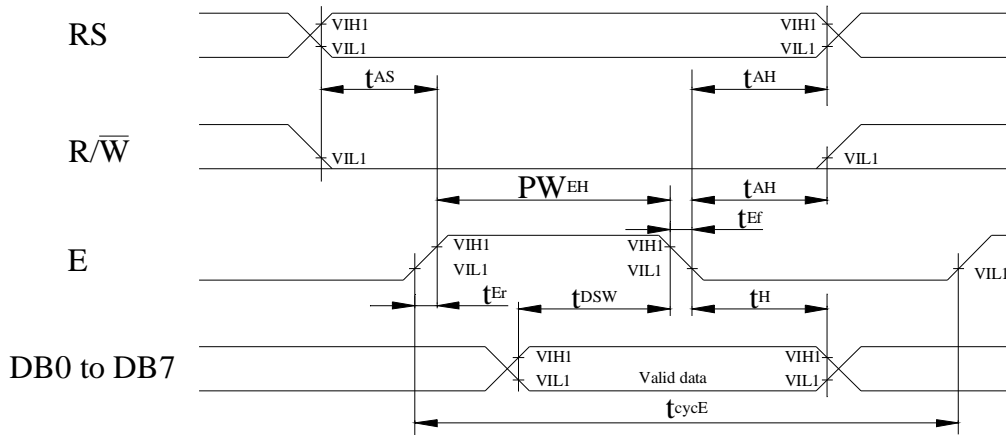 RS
VIH1
VIL1
VIH1
VIL1
tAS
tAH
R/W̅
VIL1
VIL1
PWEH
tAH
tEf
E
VIH1
VIL1
VIH1
VIL1
VIL1
tEr
tDSW
tH
DB0 to DB7
VIH1
VIL1
Valid data
VIH1
VIL1
tcycE